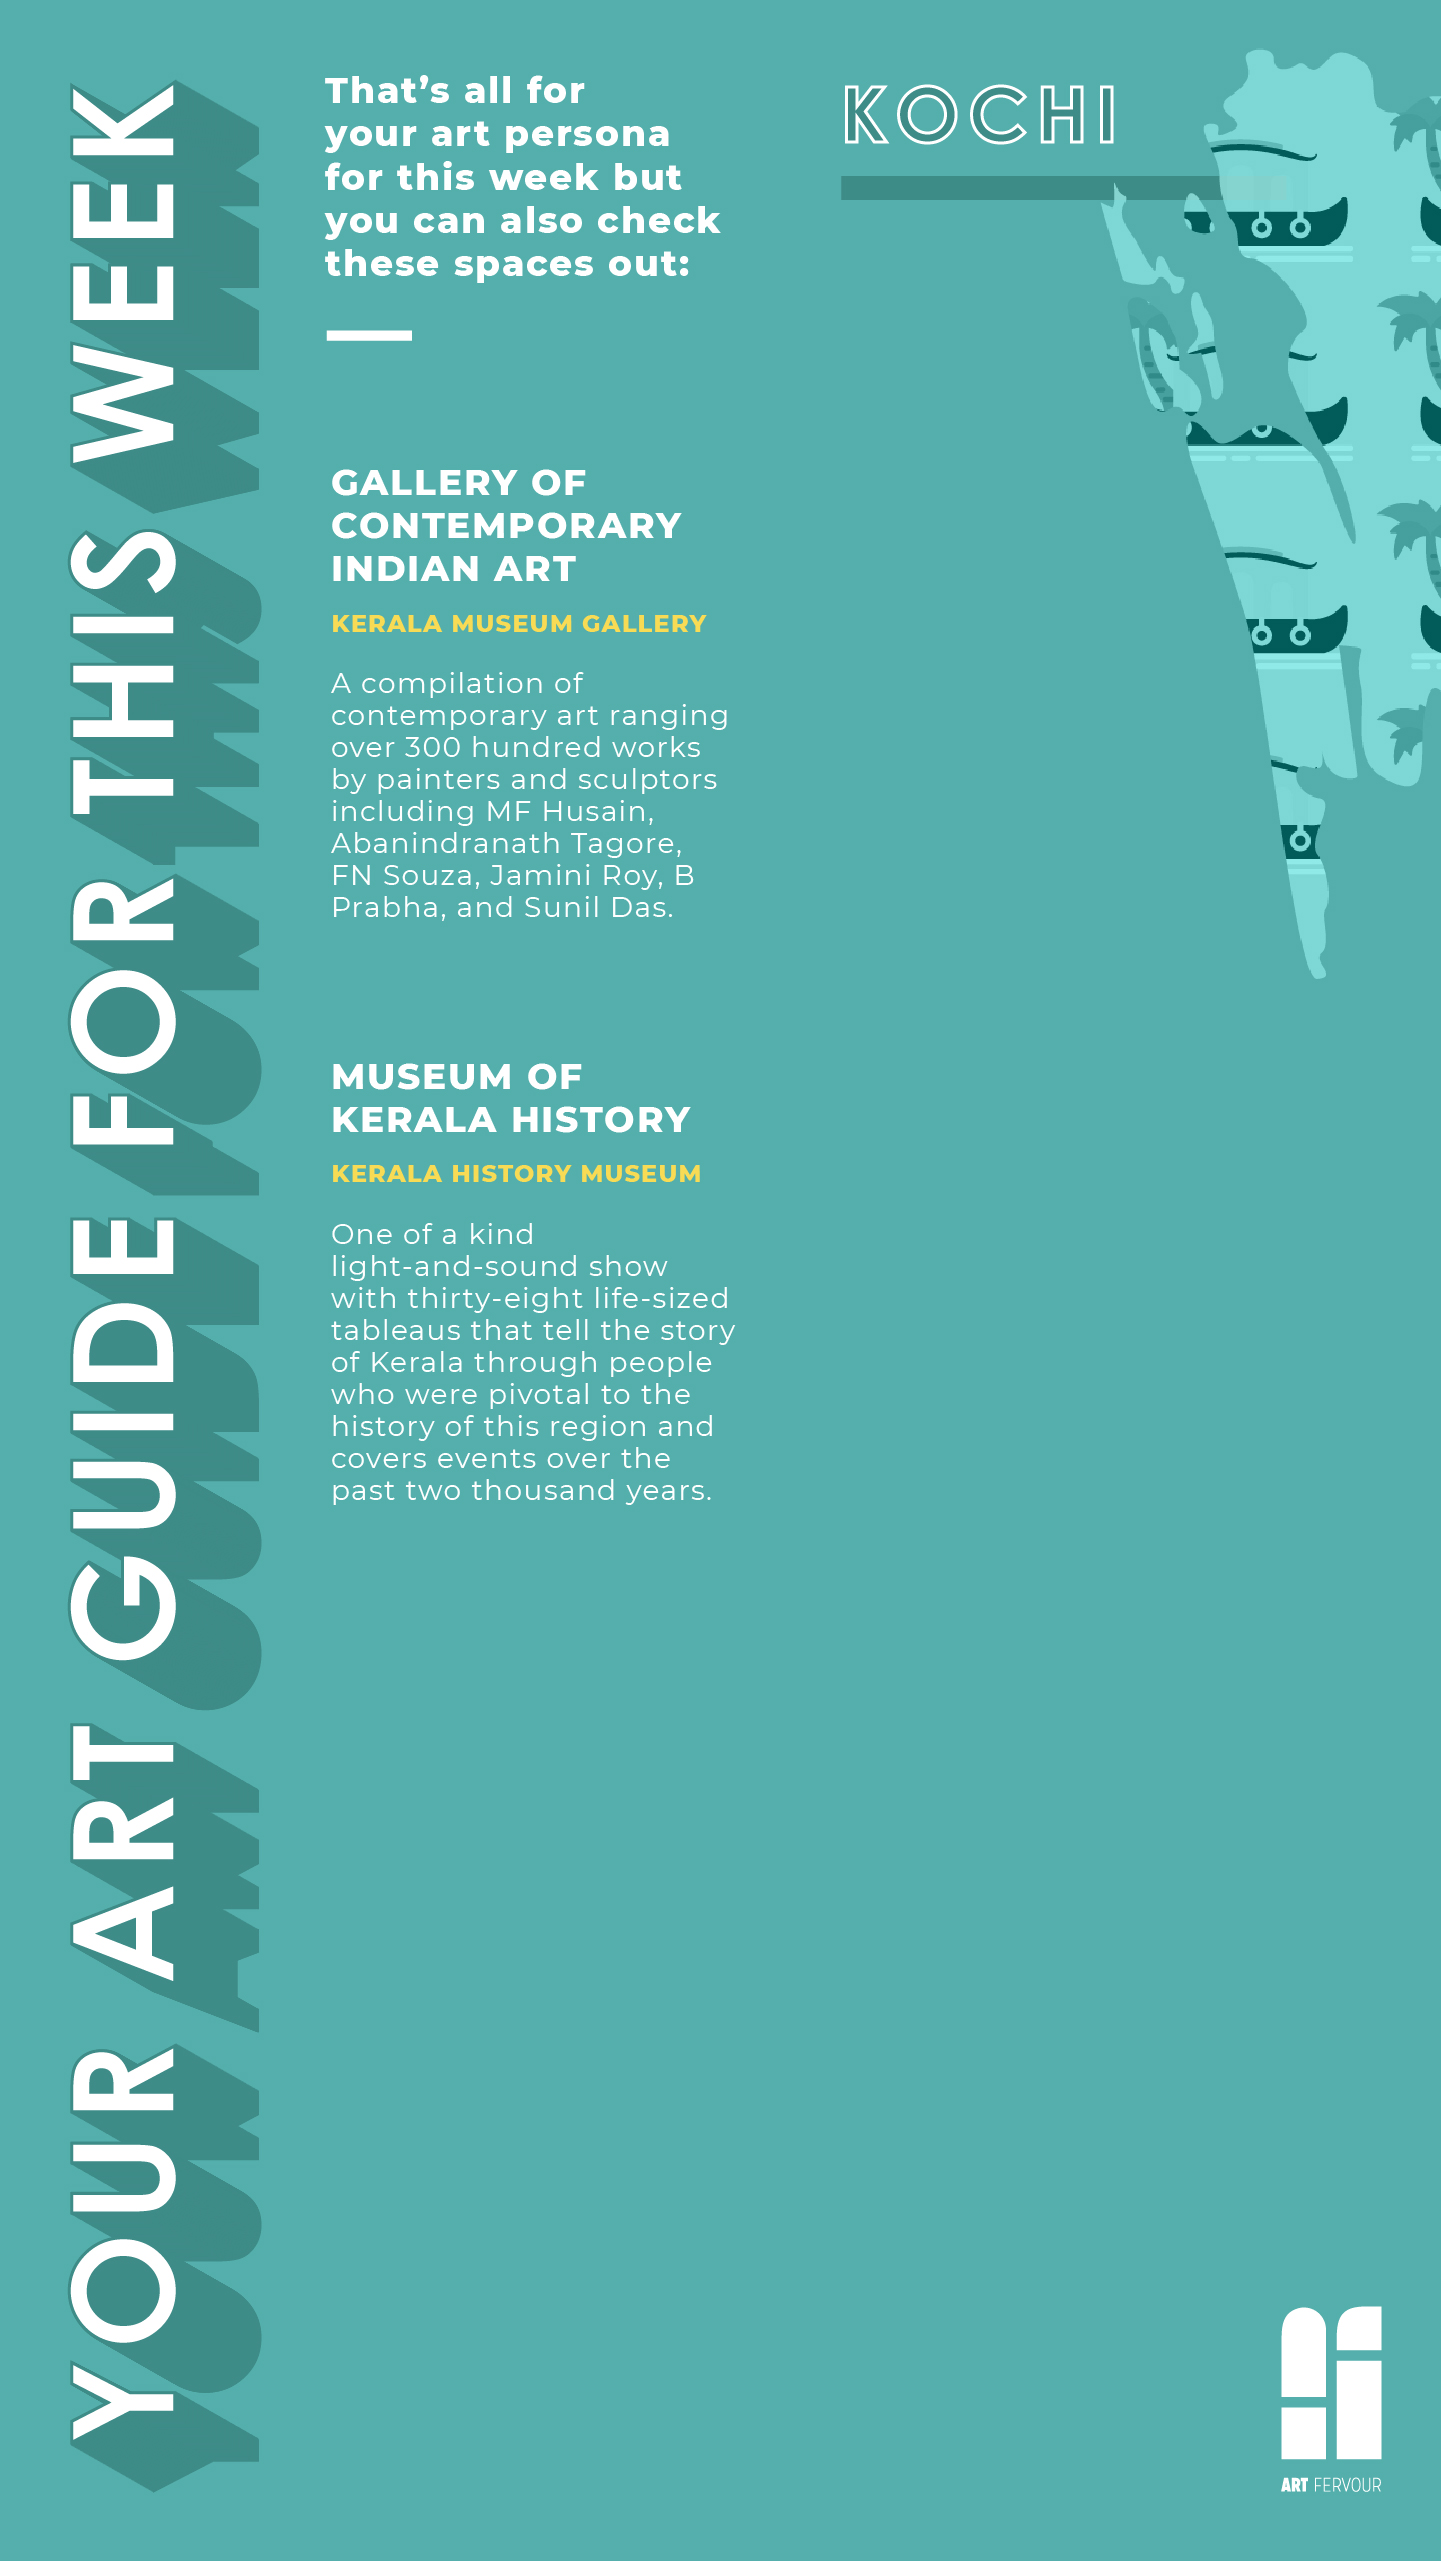 YOUR ART GUIDE FOR THIS WEEK
That's all for
your art persona
for this week but
you can also check
these spaces out:
KOCHI
GALLERY OF
CONTEMPORARY
INDIAN ART
KERALA MUSEUM GALLERY
A compilation of
contemporary art ranging
over 300 hundred works
by painters and sculptors
including MF Husain,
Abanindranath Tagore,
FN Souza, Jamini Roy, B
Prabha, and Sunil Das.
MUSEUM OF
KERALA HISTORY
KERALA HISTORY MUSEUM
One of a kind
light-and-sound show
with thirty-eight life-sized
tableaus that tell the story
of Kerala through people
who were pivotal to the
history of this region and
covers events over the
past two thousand years.
ART FERVOUR